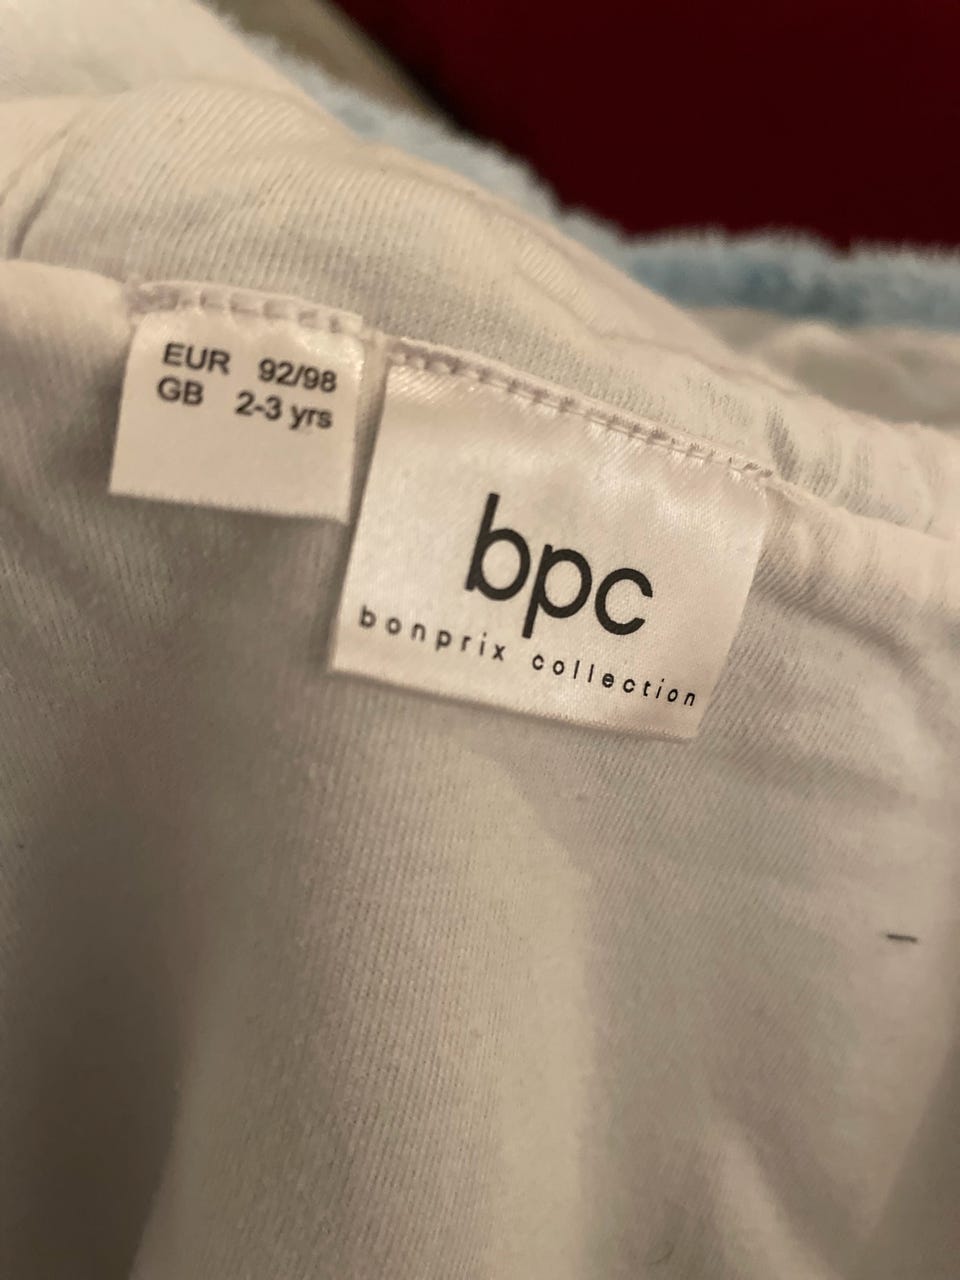 EUR 92/98
GB 2-3 yrs
bpc
bonprix collection